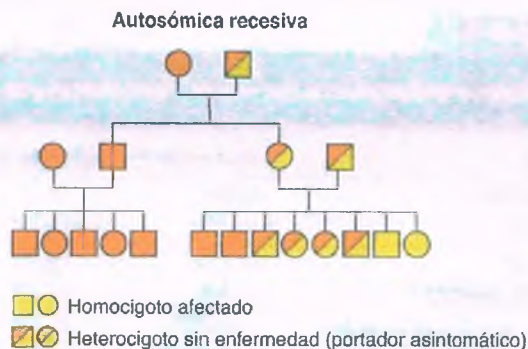 Autosómica recesiva
Homocigoto afectado
Heterocigoto sin enfermedad (portador asintomático)